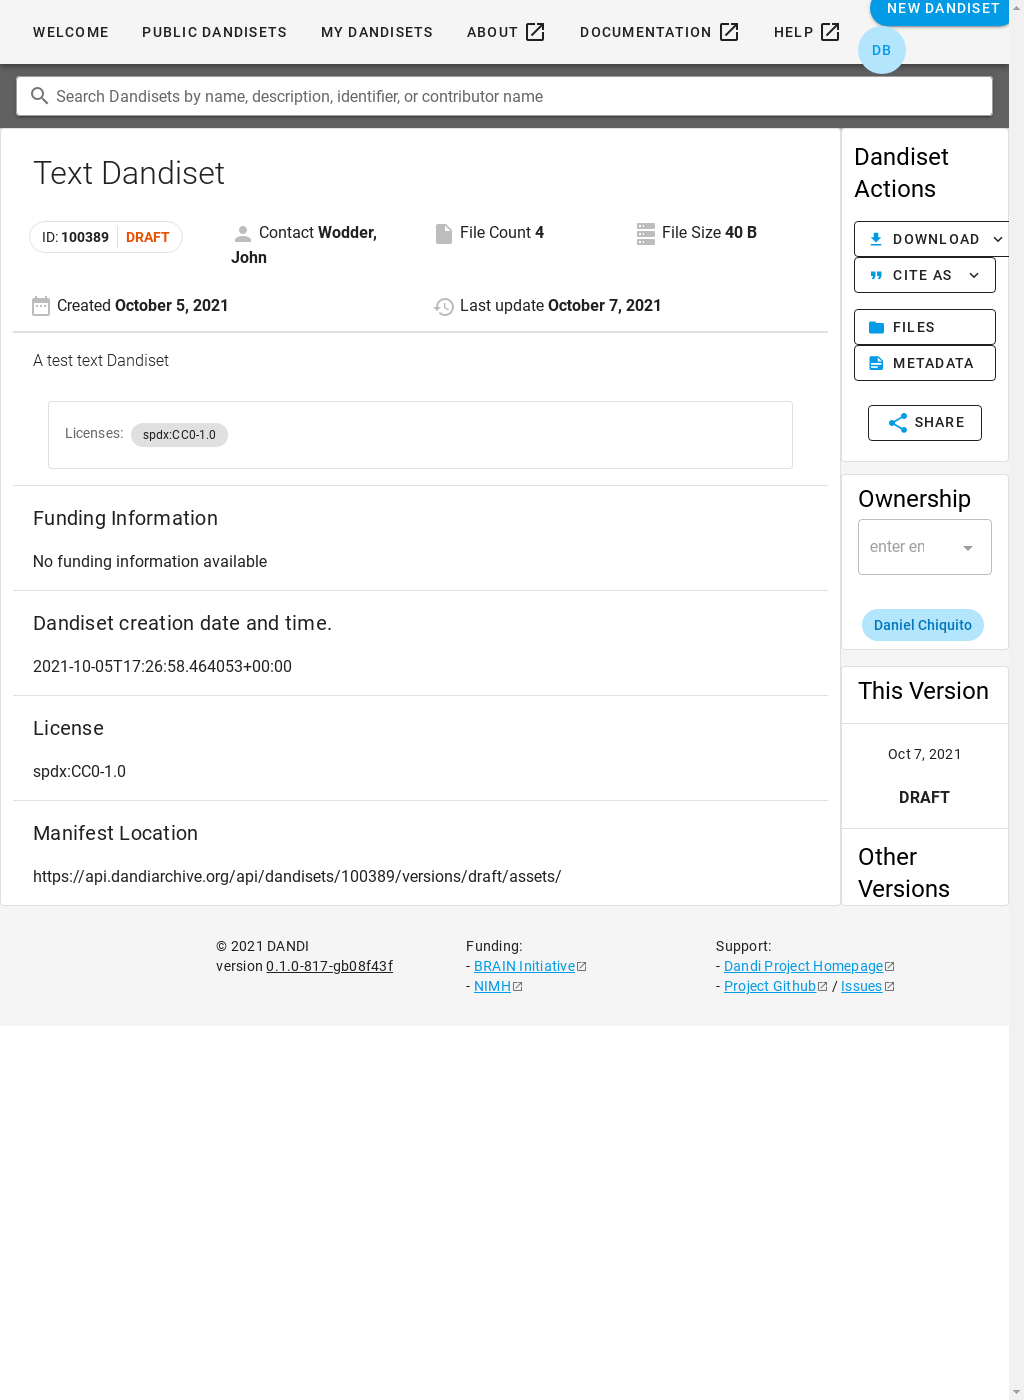 WELCOME PUBLIC DANDISETS MY DANDISETS ABOUT DOCUMENTATION HELP NEW DANDISET
DB
Search Dandisets by name, description, identifier, or contributor name
Text Dandiset
ID: 100389 DRAFT
Contact Wodder, John
File Count 4
File Size 40 B
Created October 5, 2021
Last update October 7, 2021
A test text Dandiset
Licenses: spdx:CC0-1.0
Funding Information
No funding information available
Dandiset creation date and time.
2021-10-05T17:26:58.464053+00:00
License
spdx:CC0-1.0
Manifest Location
https://api.dandiarchive.org/api/dandisets/100389/versions/draft/assets/
Dandiset
Actions
DOWNLOAD
CITE AS
FILES
METADATA
SHARE
Ownership
enter en
Daniel Chiquito
This Version
Oct 7, 2021
DRAFT
Other
Versions
© 2021 DANDI
version 0.1.0-817-gb08f43f
Funding:
- BRAIN Initiative
- NIMH
Support:
- Dandi Project Homepage
- Project Github / Issues